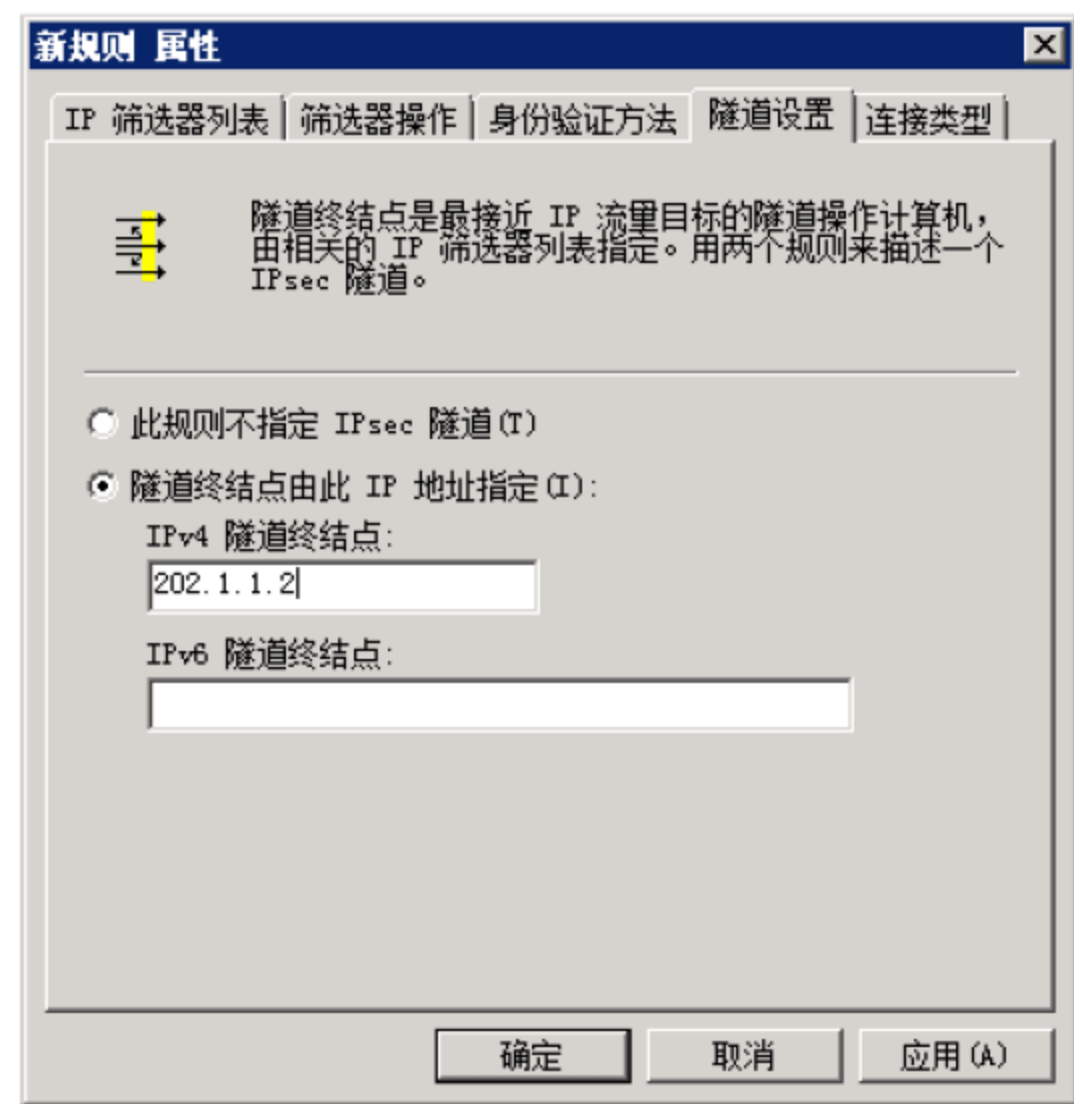 新规则 属性
IP 筛选器列表 筛选器操作 身份验证方法 隧道设置 连接类型
隧道终结点是最接近 IP 流量目标的隧道操作计算机，
由相关的 IP 筛选器列表指定。用两个规则来描述一个
IPsec 隧道。
此规则不指定 IPsec 隧道(T)
隧道终结点由此 IP 地址指定(I):
IPv4 隧道终结点:
202.1.1.2
IPv6 隧道终结点:
确定 取消 应用(A)